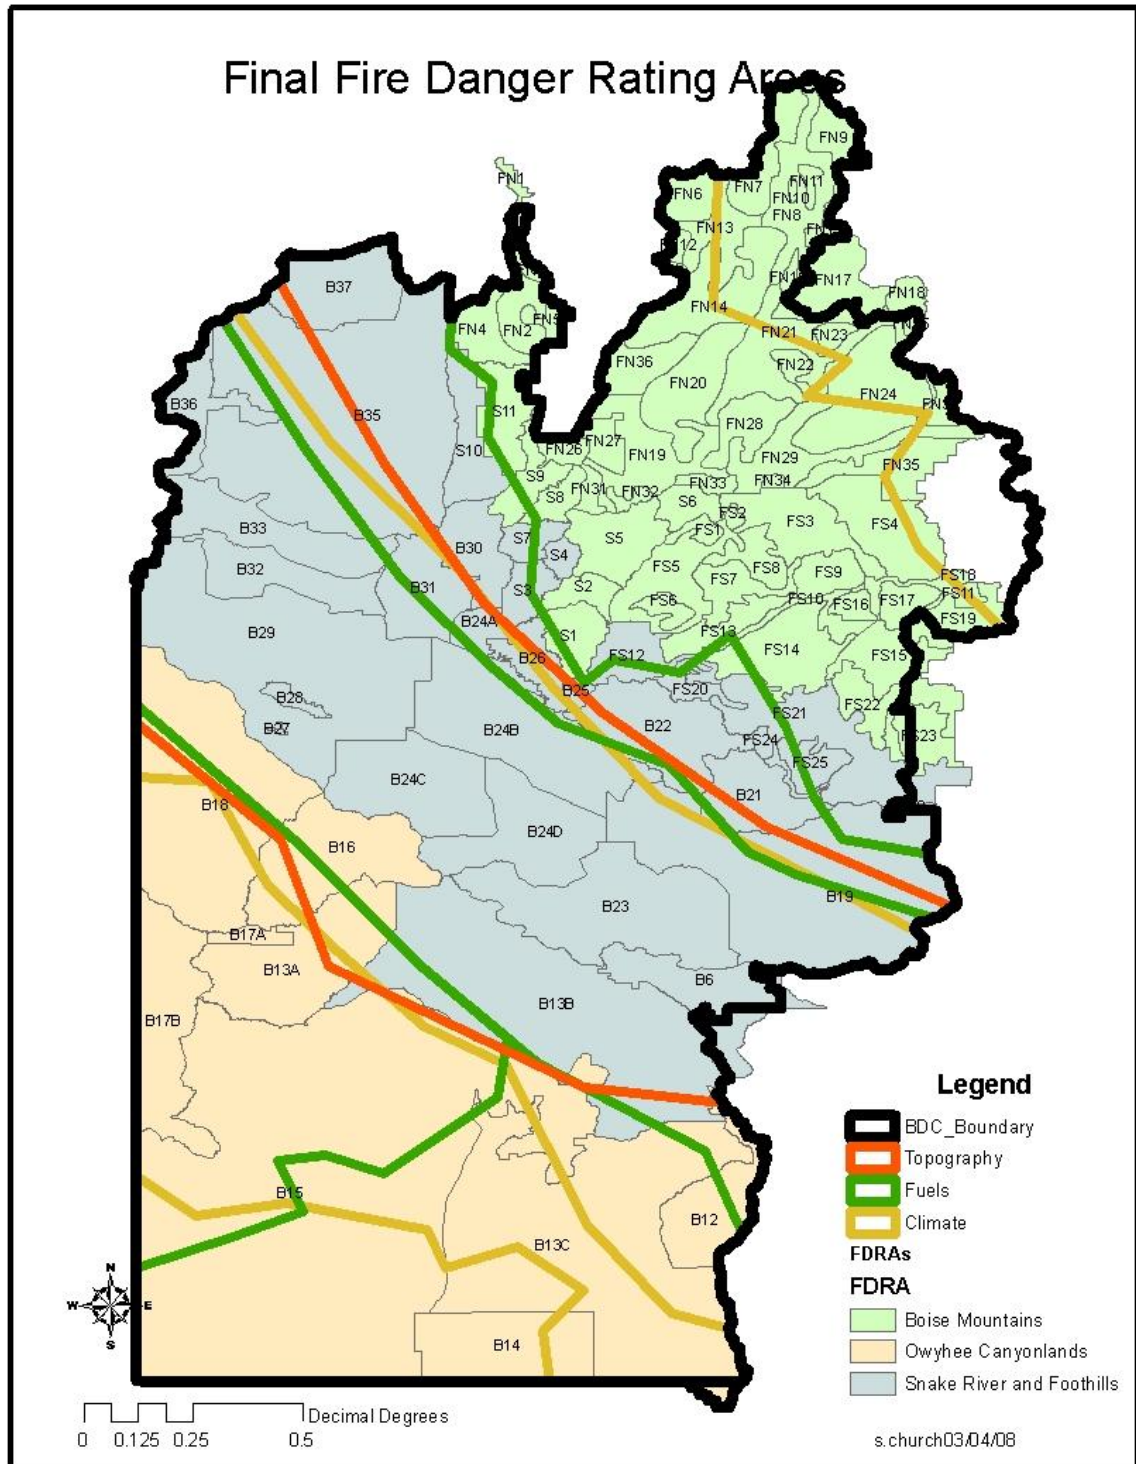 Final Fire Danger Rating Areas
FN9
FN1
FN6
FN7
FN11
FN10
FN8
FN13
FN17
FN18
B37
FN14
FN4
FN2
FN21
FN23
FN36
FN22
FN20
FN24
B36
B35
S11
FN28
S10
FN26
FN27
FN19
FN29
FN35
S9
S8
FN31
FN32
FN33
FN34
S6
FS2
B33
B30
S7
S4
S5
FS1
FS3
FS4
B32
B31
S3
S2
FS5
FS7
FS8
FS9
FS18
FS11
FS6
FS10
FS16
FS17
FS19
B29
B24A
S1
FS13
B26
FS12
FS14
FS15
B28
B25
FS20
B27
B24B
B22
FS21
FS22
FS24
FS23
FS25
B24C
B18
B21
B16
B24D
B19
B23
B17A
B13A
B6
B13B
B17B
B15
B12
B13C
B14
Legend
BDC_Boundary
Topography
Fuels
Climate
FDRAs
FDRA
Boise Mountains
Owyhee Canyonlands
Snake River and Foothills
N
W
E
S
Decimal Degrees
0 0.125 0.25 0.5
s.church03/04/08